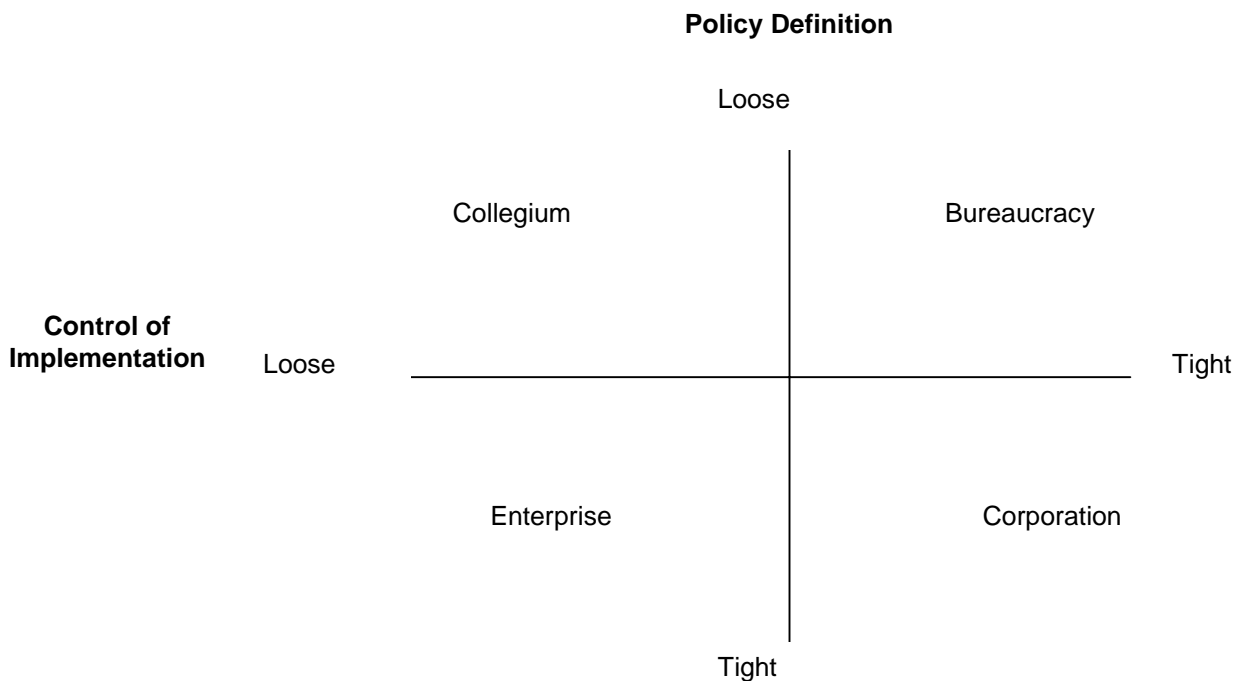 Policy Definition
Loose
Collegium
Bureaucracy
Control of
Implementation
Loose
Tight
Enterprise
Corporation
Tight